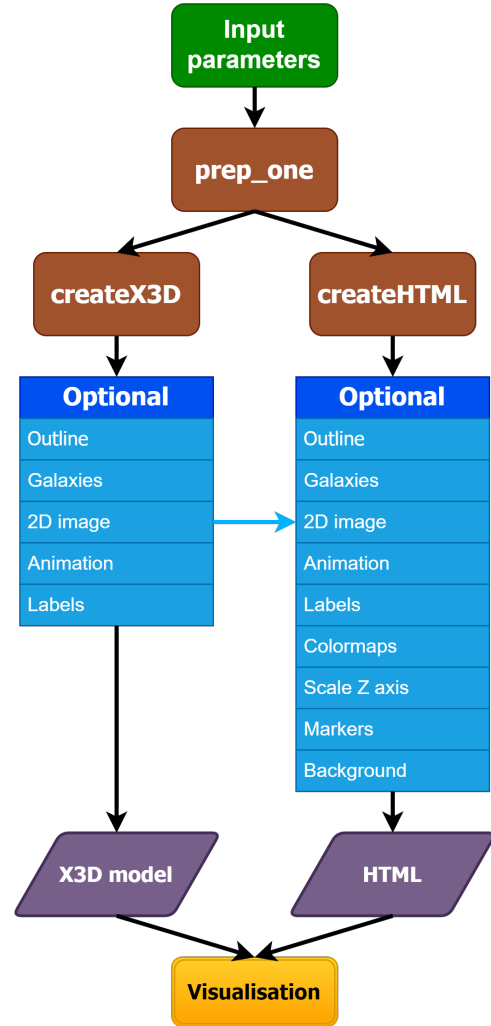 Input
parameters
prep_one
createX3D
createHTML
Optional
Outline
Galaxies
2D image
Animation
Labels
Optional
Outline
Galaxies
2D image
Animation
Labels
Colormaps
Scale Z axis
Markers
Background
X3D model
HTML
Visualisation